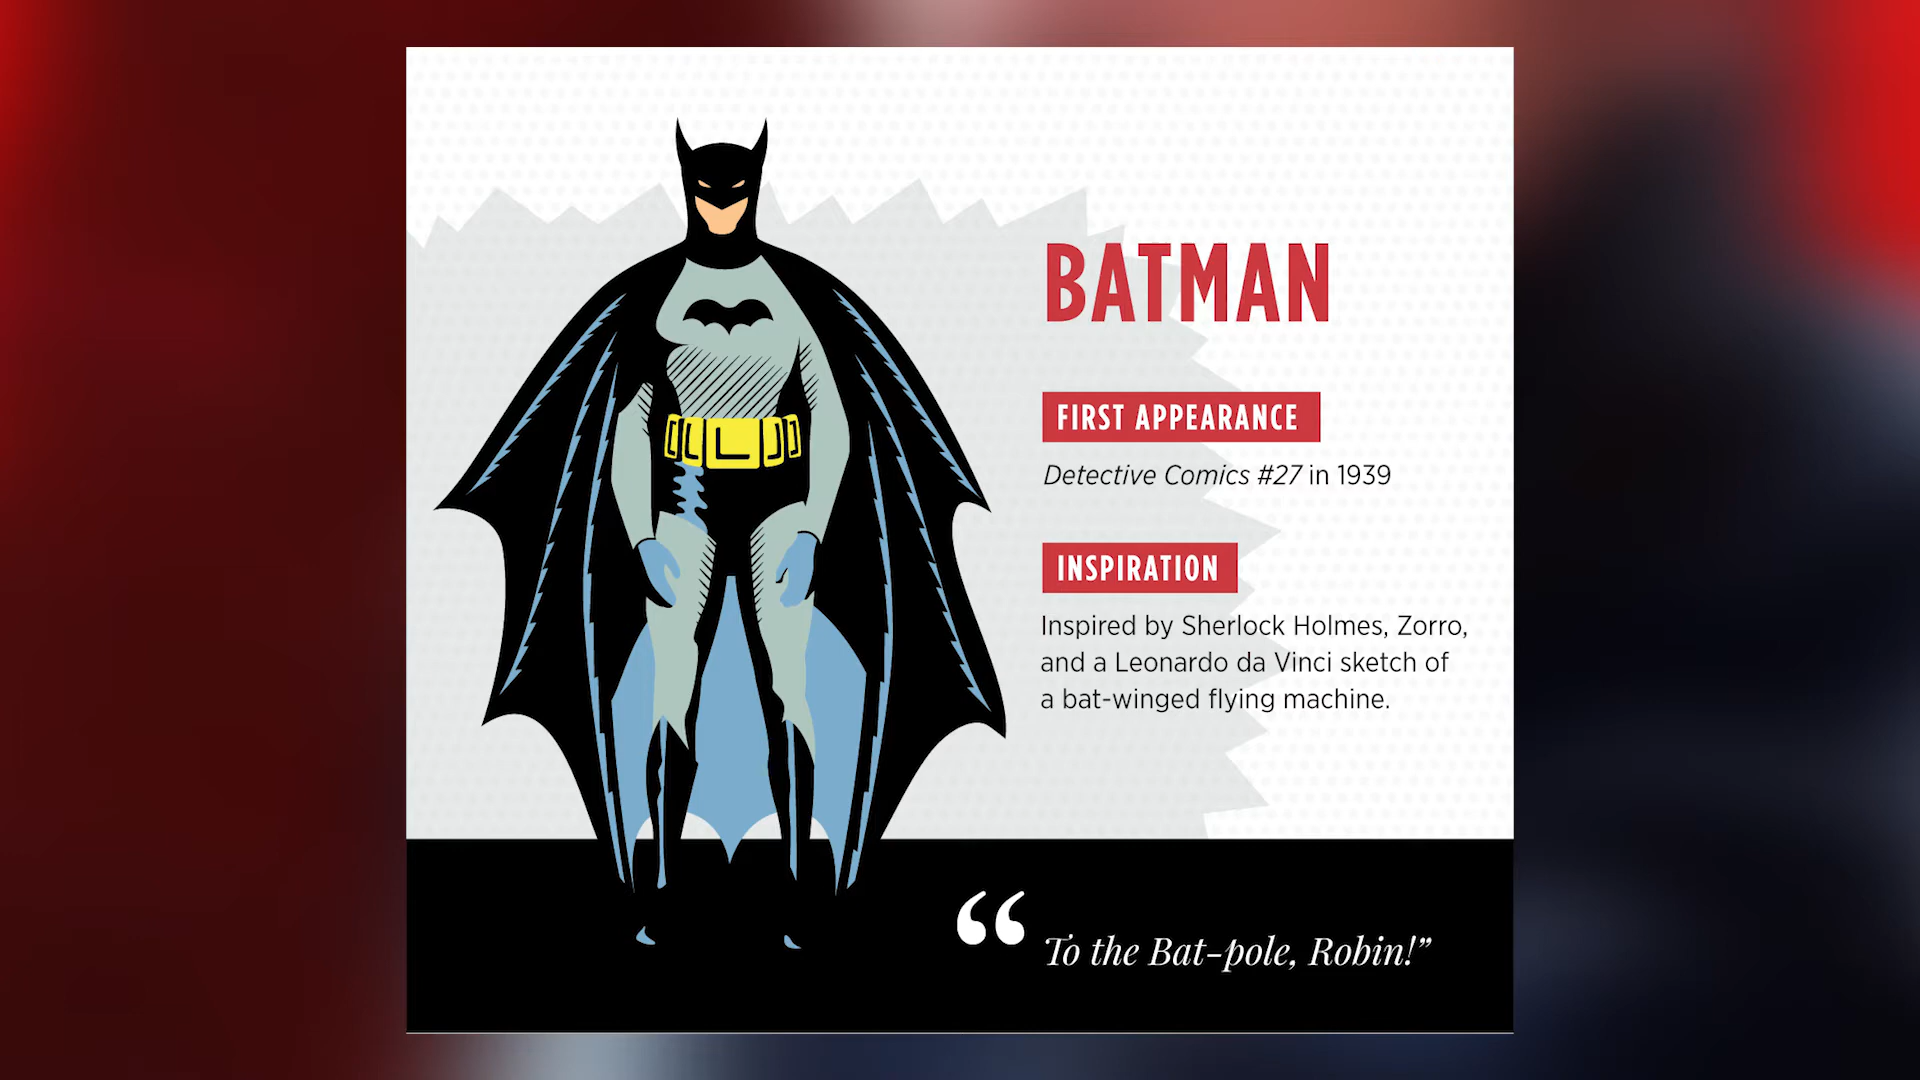 BATMAN
FIRST APPEARANCE
Detective Comics #27 in 1939
INSPIRATION
Inspired by Sherlock Holmes, Zorro,
and a Leonardo da Vinci sketch of
a bat-winged flying machine.
“To the Bat-pole, Robin!”